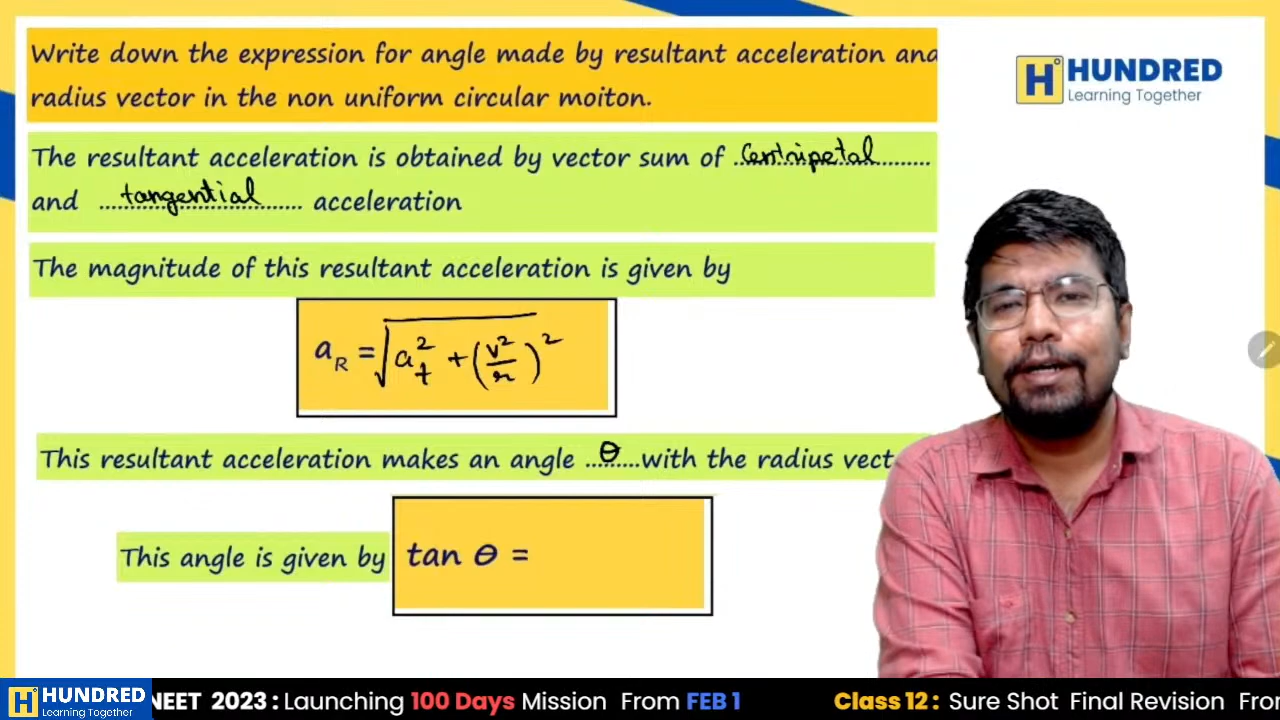 Write down the expression for angle made by resultant acceleration and
radius vector in the non uniform circular moiton.
H° HUNDRED
Learning Together
The resultant acceleration is obtained by vector sum of ...centripetal...
and ...tangential... acceleration
The magnitude of this resultant acceleration is given by
a_R = √(a_t² + (v²/r)²)
This resultant acceleration makes an angle ...θ...with the radius vect
This angle is given by tan θ =
H° HUNDRED
Learning Together
NEET 2023 : Launching 100 Days Mission From FEB 1 Class 12 : Sure Shot Final Revision Fro